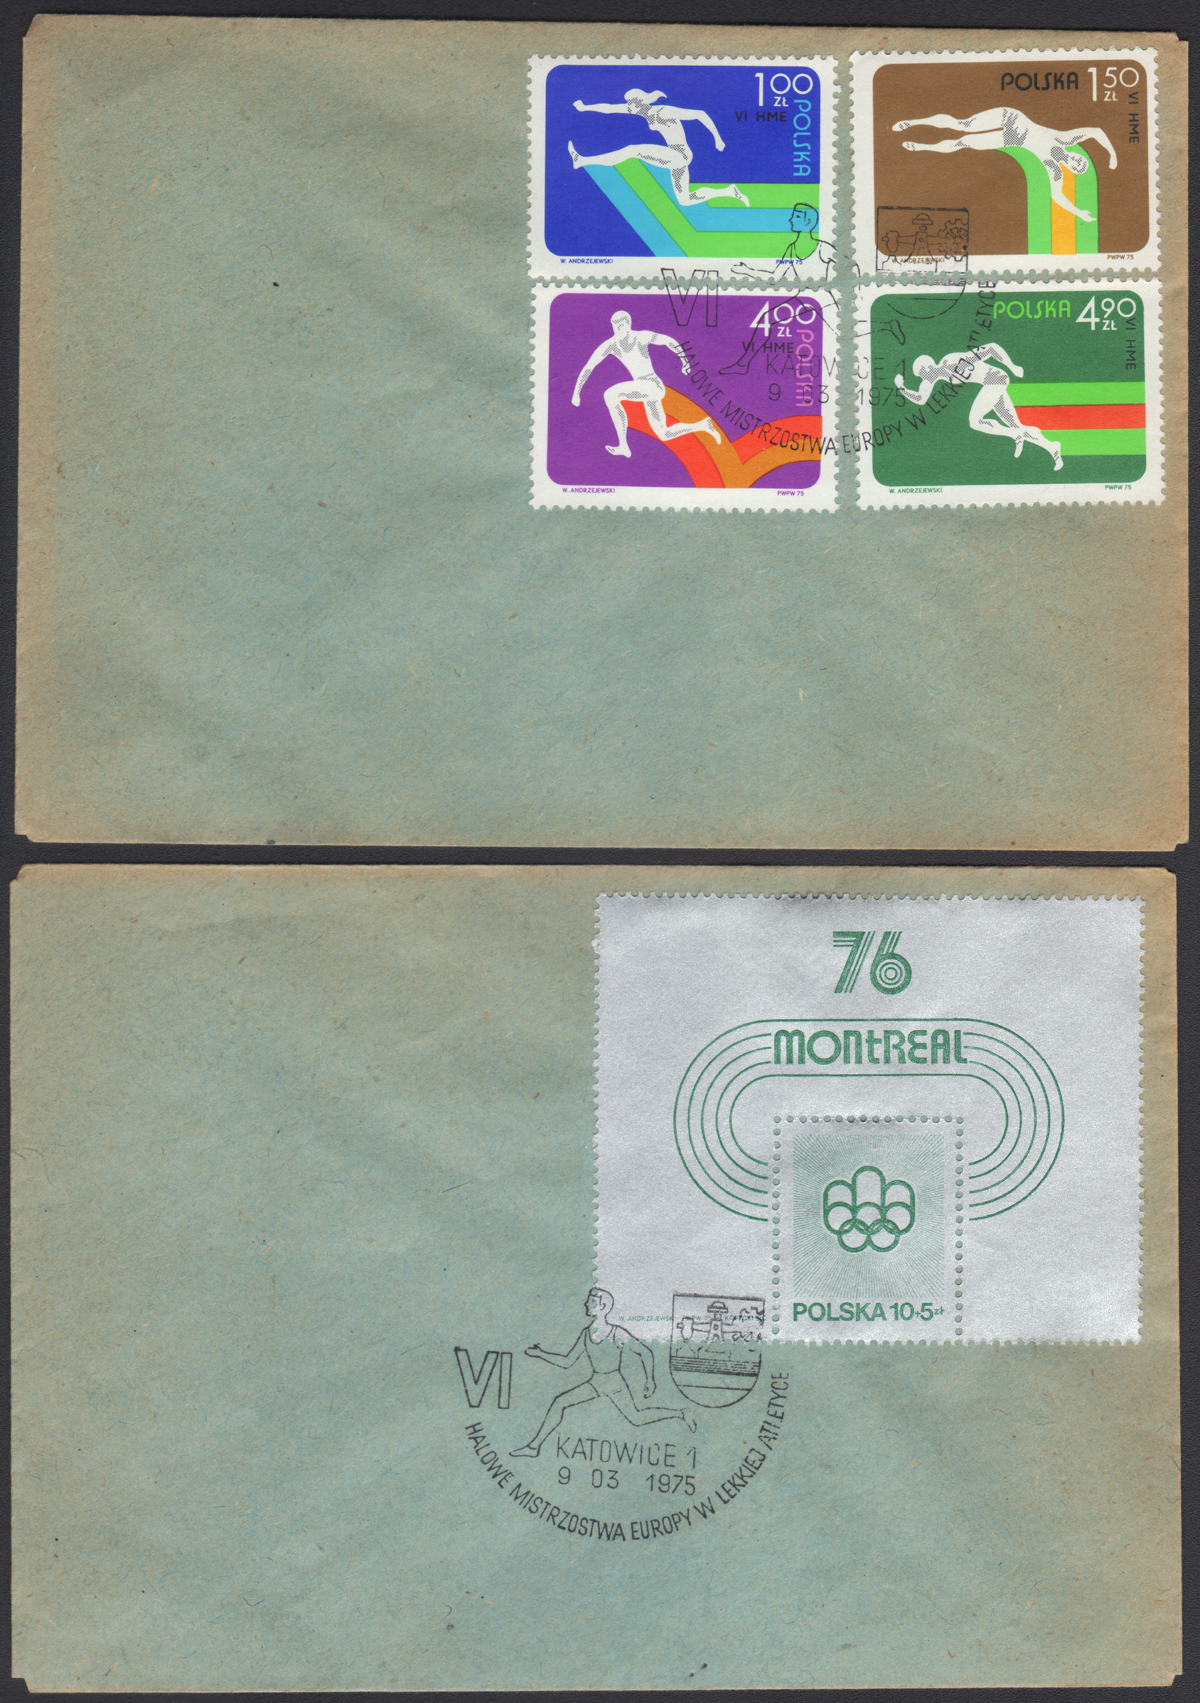 1.00
ZŁ
VI HME
POLSKA
W. ANDRZEJEWSKI
PWPW 75
POLSKA 1.50
ZŁ
VI HME
W. ANDRZEJEWSKI
PWPW 75
4.00
ZŁ
VI HME
POLSKA
W. ANDRZEJEWSKI
PWPW 75
POLSKA 4.90
ZŁ
VI HME
W. ANDRZEJEWSKI
PWPW 75
VI
KATOWICE 1
9 03 1975
HALOWE MISTRZOSTWA EUROPY W LEKKIEJ ATLETYCE
76
MONtREAL
POLSKA 10+5 zł
W. ANDRZEJEWSKI
VI
KATOWICE 1
9 03 1975
HALOWE MISTRZOSTWA EUROPY W LEKKIEJ ATLETYCE